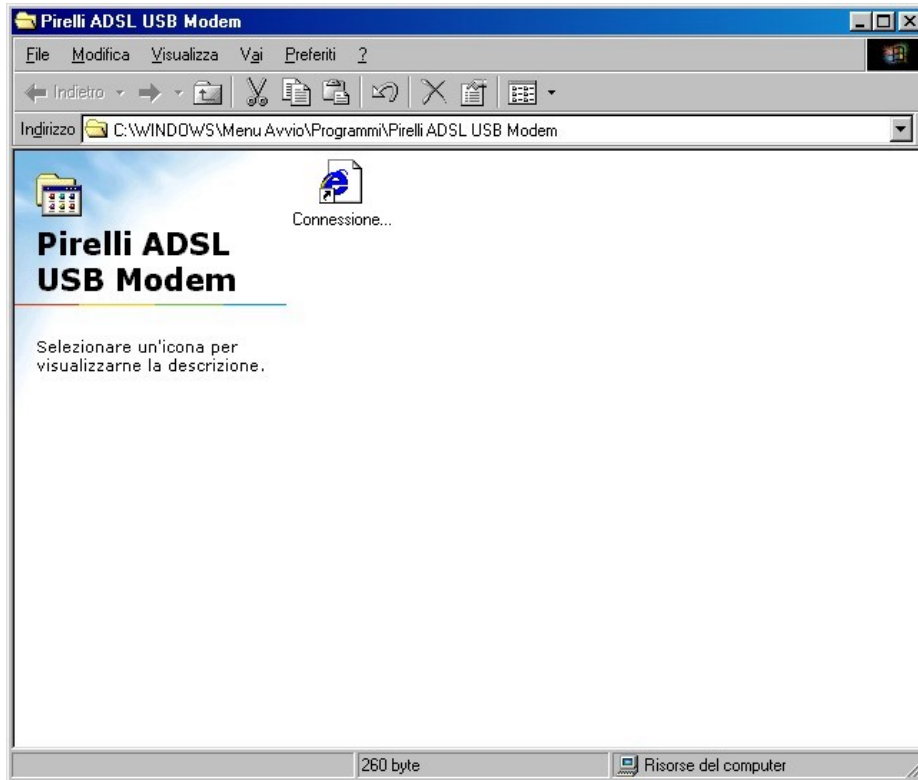 Pirelli ADSL USB Modem
File Modifica Visualizza Vai Preferiti ?
Indietro
Indirizzo C:\WINDOWS\Menu Avvio\Programmi\Pirelli ADSL USB Modem
Connessione...
Pirelli ADSL
USB Modem
Selezionare un'icona per
visualizzarne la descrizione.
260 byte Risorse del computer